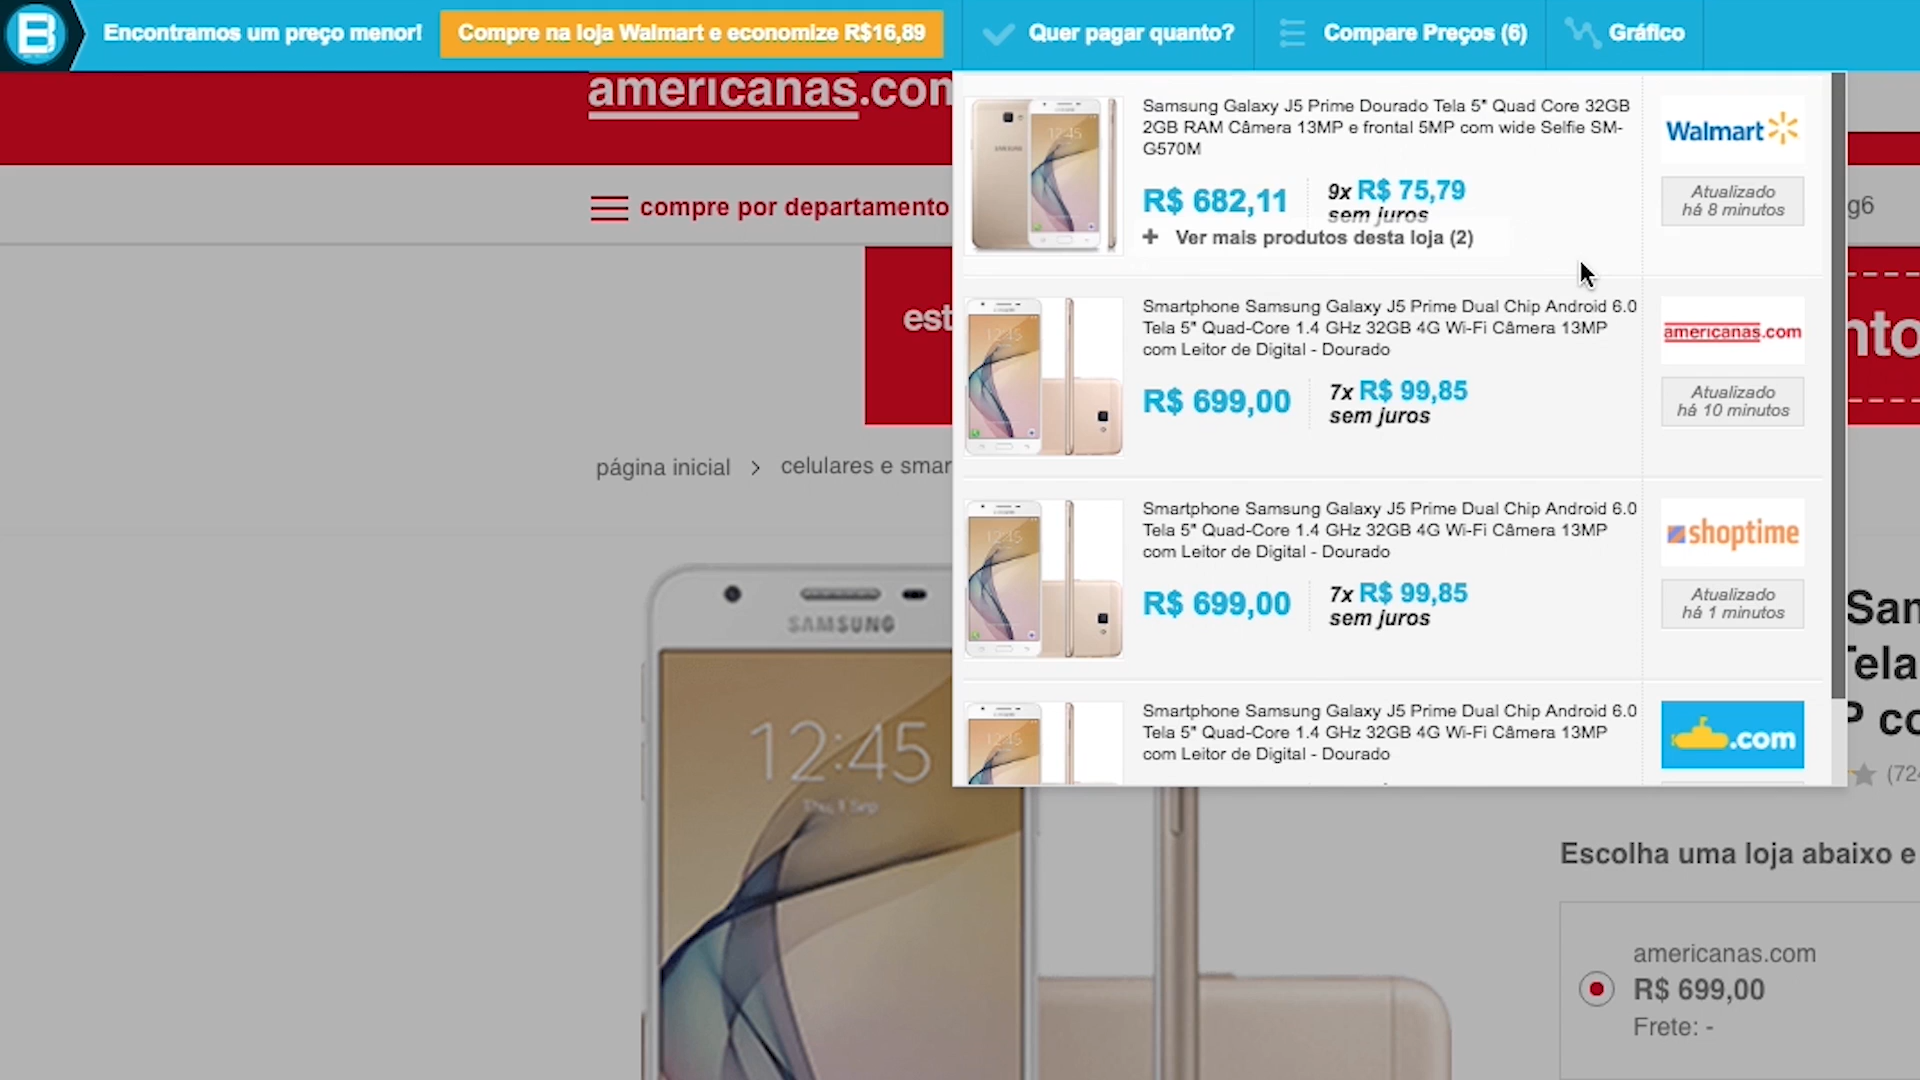 B Encontramos um preço menor! Compre na loja Walmart e economize R$16,89 Quer pagar quanto? Compare Preços (6) Gráfico
americanas.com
compre por departamento
est
página inicial > celulares e smar
SAMSUNG
12:45
Thu, 1 Sep
Samsung Galaxy J5 Prime Dourado Tela 5" Quad Core 32GB
2GB RAM Câmera 13MP e frontal 5MP com wide Selfie SM-
G570M
R$ 682,11
9x R$ 75,79
sem juros
+ Ver mais produtos desta loja (2)
Walmart
Atualizado
há 8 minutos
Smartphone Samsung Galaxy J5 Prime Dual Chip Android 6.0
Tela 5" Quad-Core 1.4 GHz 32GB 4G Wi-Fi Câmera 13MP
com Leitor de Digital - Dourado
R$ 699,00
7x R$ 99,85
sem juros
americanas.com
Atualizado
há 10 minutos
Smartphone Samsung Galaxy J5 Prime Dual Chip Android 6.0
Tela 5" Quad-Core 1.4 GHz 32GB 4G Wi-Fi Câmera 13MP
com Leitor de Digital - Dourado
R$ 699,00
7x R$ 99,85
sem juros
shoptime
Atualizado
há 1 minutos
Smartphone Samsung Galaxy J5 Prime Dual Chip Android 6.0
Tela 5" Quad-Core 1.4 GHz 32GB 4G Wi-Fi Câmera 13MP
com Leitor de Digital - Dourado
.com
g6
nto
Sam
Tela
P co
(724
Escolha uma loja abaixo e
americanas.com
R$ 699,00
Frete: -